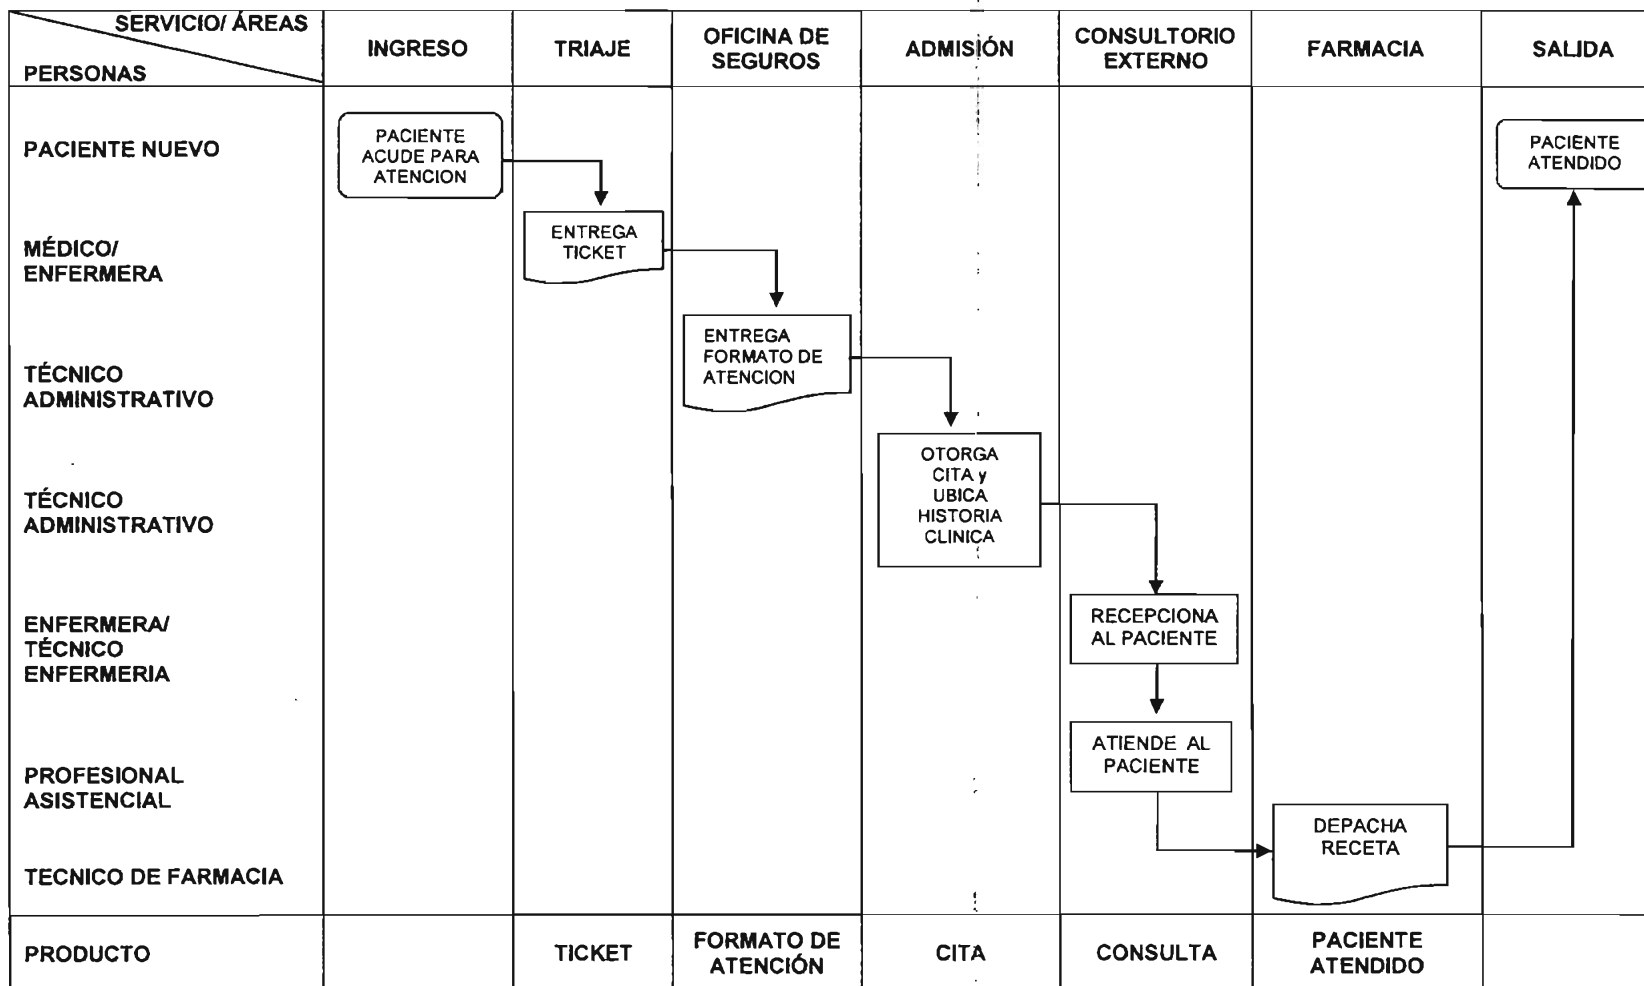 SERVICIO/ ÁREAS
PERSONAS
INGRESO
TRIAJE
OFICINA DE
SEGUROS
ADMISIÓN
CONSULTORIO
EXTERNO
FARMACIA
SALIDA
PACIENTE NUEVO
PACIENTE
ACUDE PARA
ATENCION
PACIENTE
ATENDIDO
MÉDICO/
ENFERMERA
ENTREGA
TICKET
TÉCNICO
ADMINISTRATIVO
ENTREGA
FORMATO DE
ATENCION
TÉCNICO
ADMINISTRATIVO
OTORGA
CITA y
UBICA
HISTORIA
CLINICA
ENFERMERA/
TÉCNICO
ENFERMERIA
RECEPCIONA
AL PACIENTE
PROFESIONAL
ASISTENCIAL
ATIENDE AL
PACIENTE
TECNICO DE FARMACIA
DEPACHA
RECETA
PRODUCTO
TICKET
FORMATO DE
ATENCIÓN
CITA
CONSULTA
PACIENTE
ATENDIDO